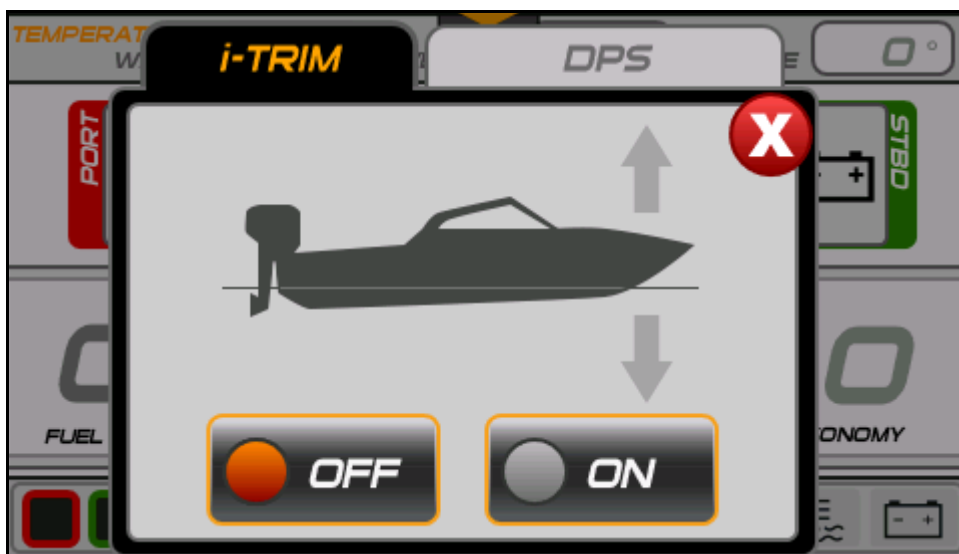 TEMPERAT
i-TRIM
DPS
0°
PORT
X
STBD
- +
OFF
ON
FUEL
ONOMY
- +